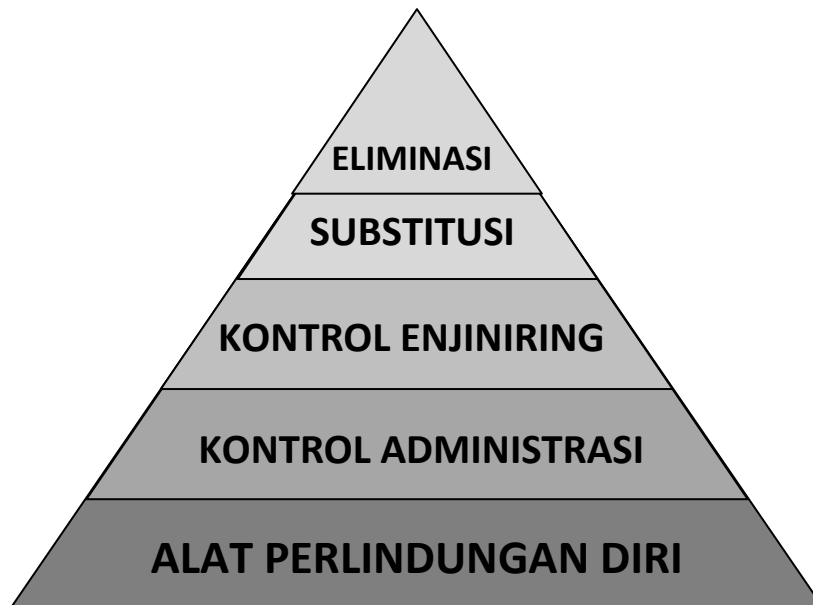 ELIMINASI
SUBSTITUSI
KONTROL ENJINIRING
KONTROL ADMINISTRASI
ALAT PERLINDUNGAN DIRI